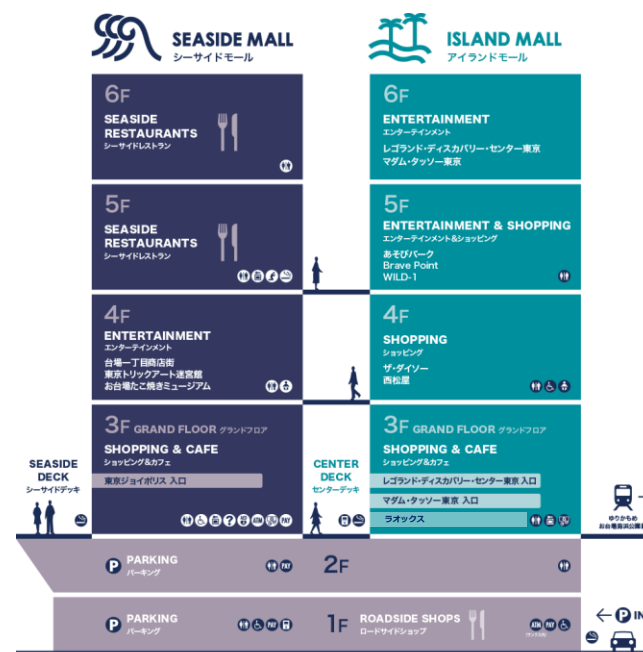 SEASIDE MALL
シーサイドモール
6F
SEASIDE
RESTAURANTS
シーサイドレストラン
5F
SEASIDE
RESTAURANTS
シーサイドレストラン
4F
ENTERTAINMENT
エンターテインメント
台場一丁目商店街
東京トリックアート迷宮館
お台場たこ焼きミュージアム
3F GRAND FLOOR グランドフロア
SHOPPING & CAFE
ショッピング&カフェ
東京ジョイポリス 入口
ATM PAY
SEASIDE
DECK
シーサイドデッキ
ISLAND MALL
アイランドモール
6F
ENTERTAINMENT
エンターテインメント
レゴランド・ディスカバリー・センター東京
マダム・タッソー東京
5F
ENTERTAINMENT & SHOPPING
エンターテインメント&ショッピング
あそびパーク
Brave Point
WILD-1
4F
SHOPPING
ショッピング
ザ・ダイソー
西松屋
3F GRAND FLOOR グランドフロア
SHOPPING & CAFE
ショッピング&カフェ
レゴランド・ディスカバリー・センター東京 入口
マダム・タッソー東京 入口
ラオックス
CENTER
DECK
センターデッキ
ゆりかもめ
お台場海浜公園
P PARKING
パーキング
PAY
2F
P PARKING
パーキング
PAY
1F ROADSIDE SHOPS
ロードサイドショップ
ATM PAY
← P IN